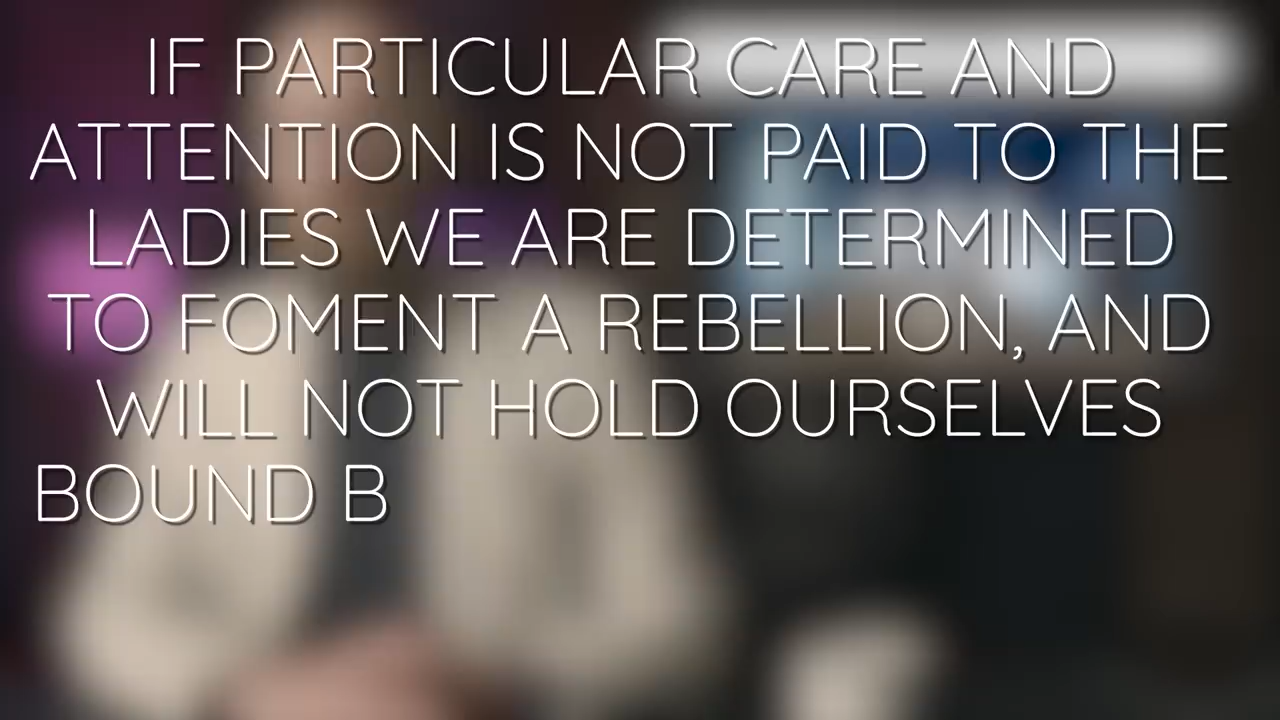 IF PARTICULAR CARE AND
ATTENTION IS NOT PAID TO THE
LADIES WE ARE DETERMINED
TO FOMENT A REBELLION, AND
WILL NOT HOLD OURSELVES
BOUND B